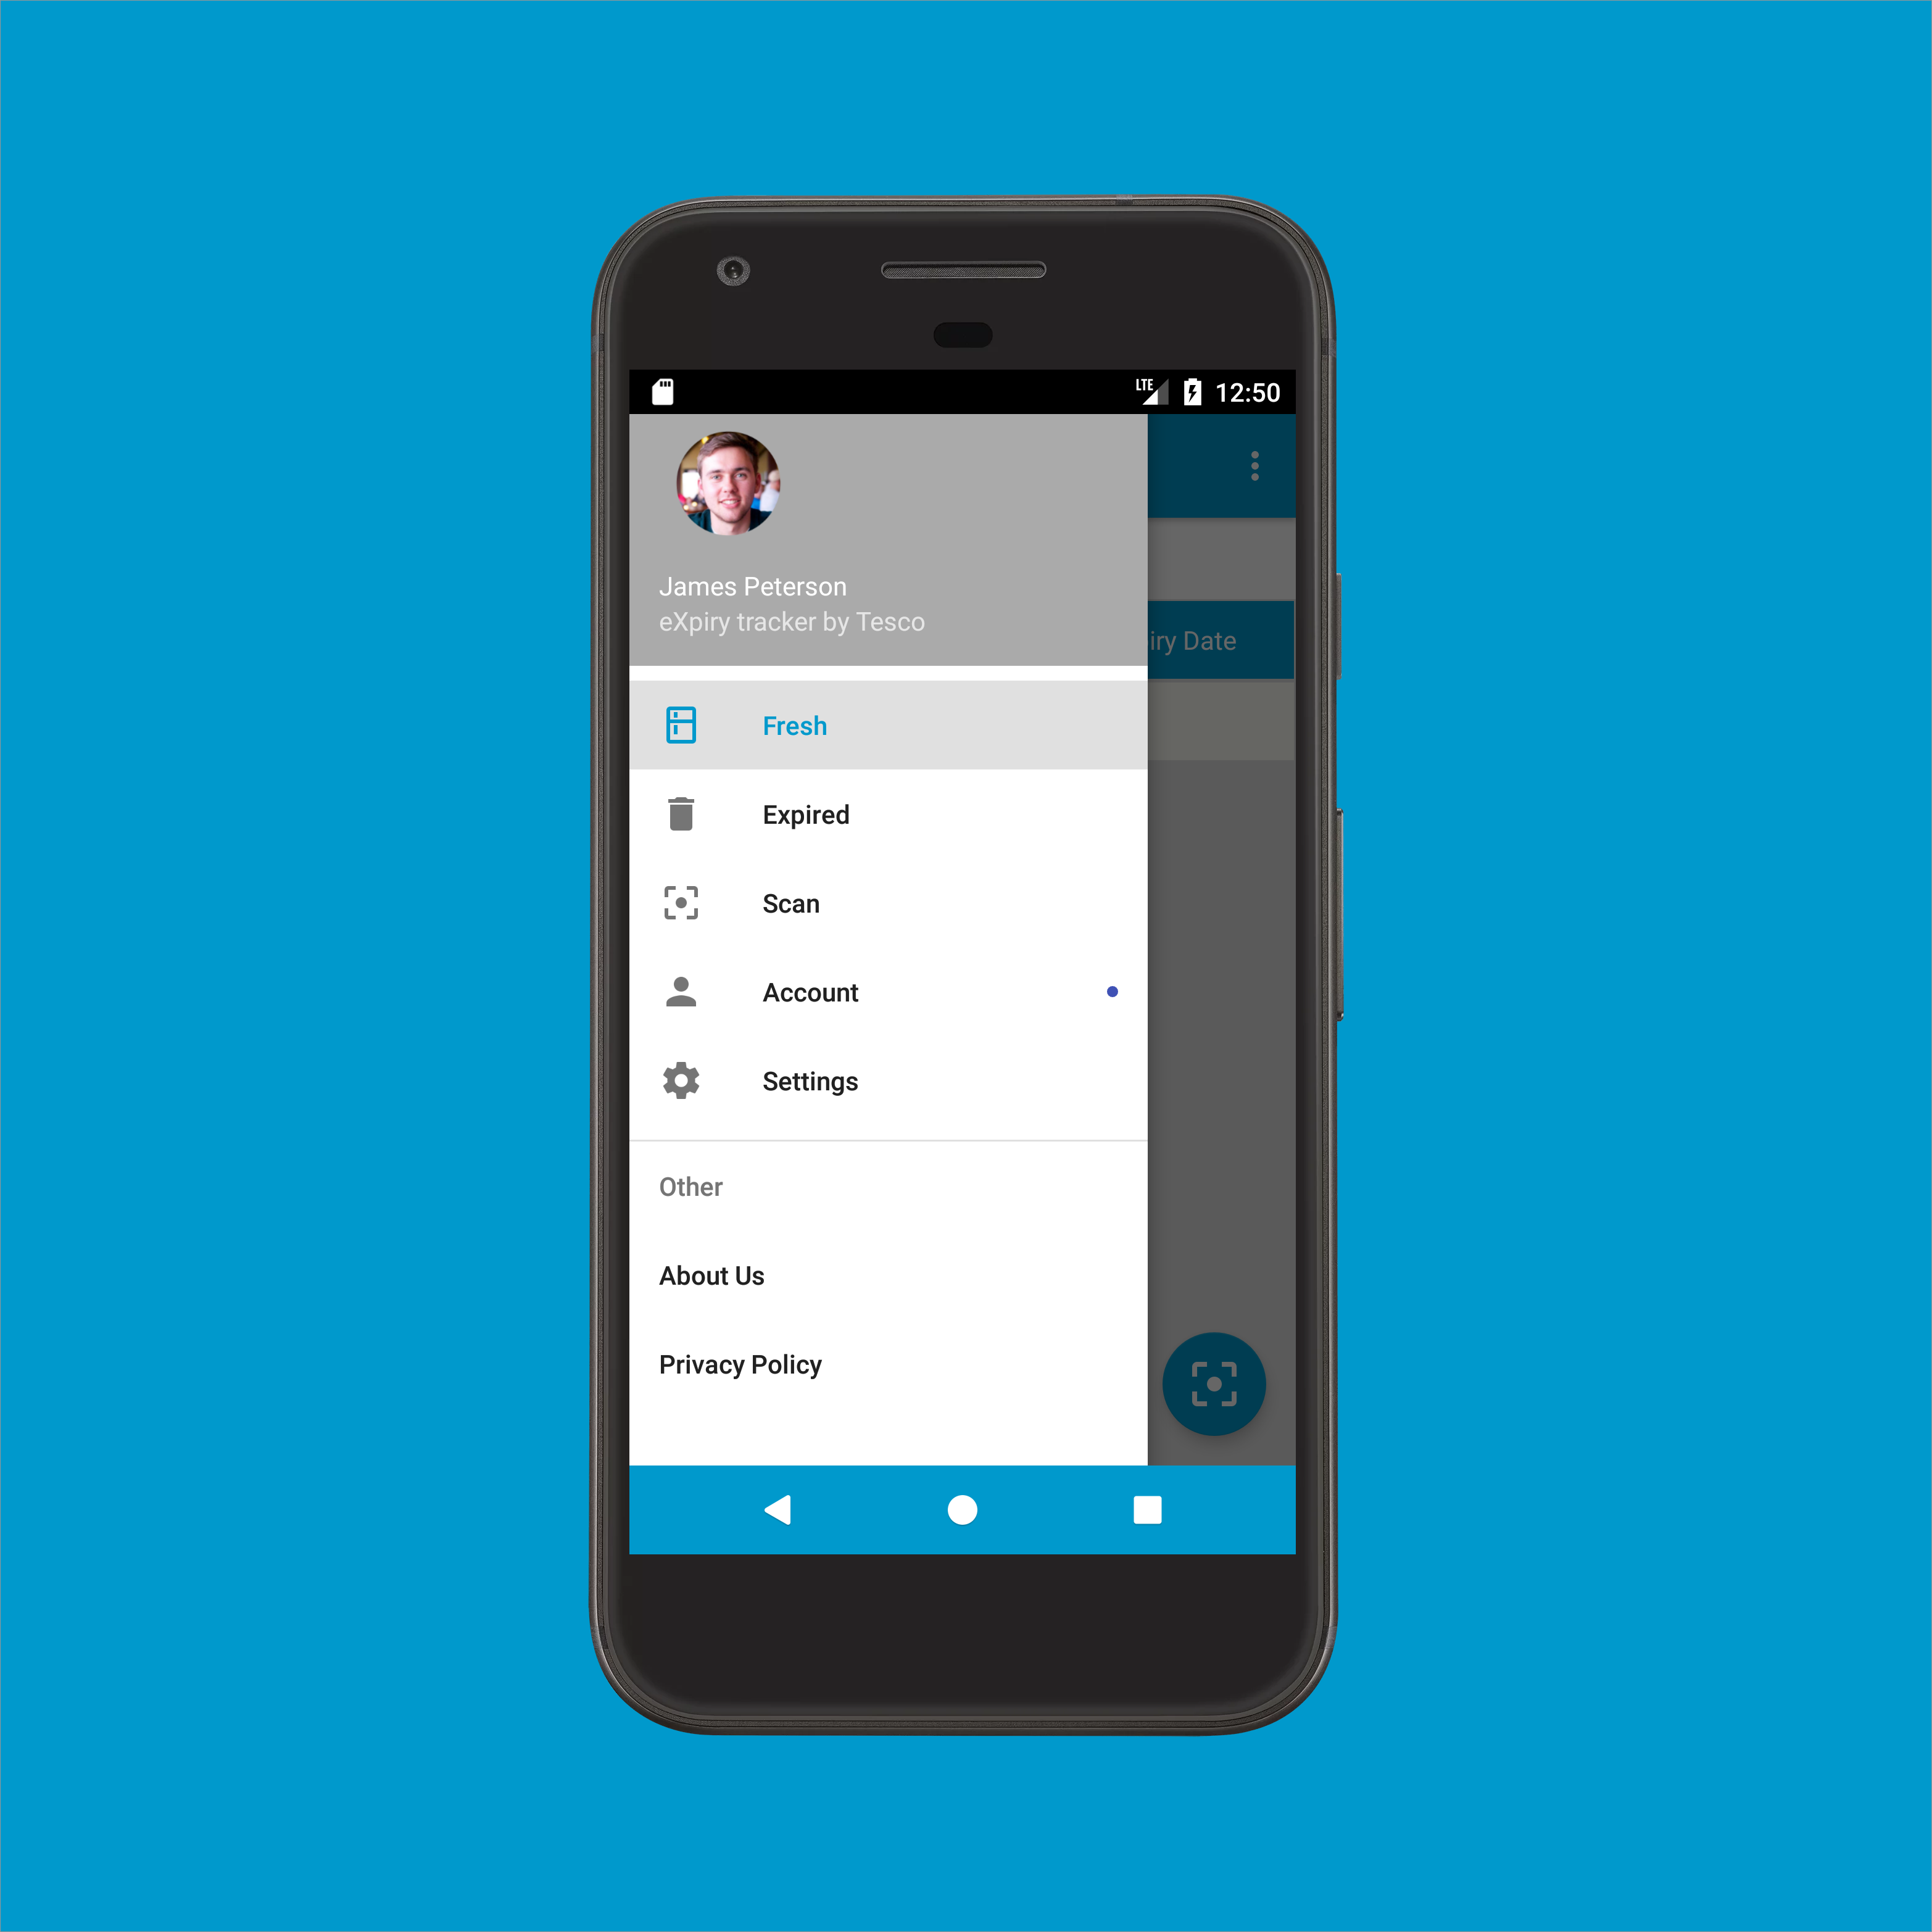 LTE 12:50
James Peterson
eXpiry tracker by Tesco
iry Date
Fresh
Expired
Scan
Account
Settings
Other
About Us
Privacy Policy